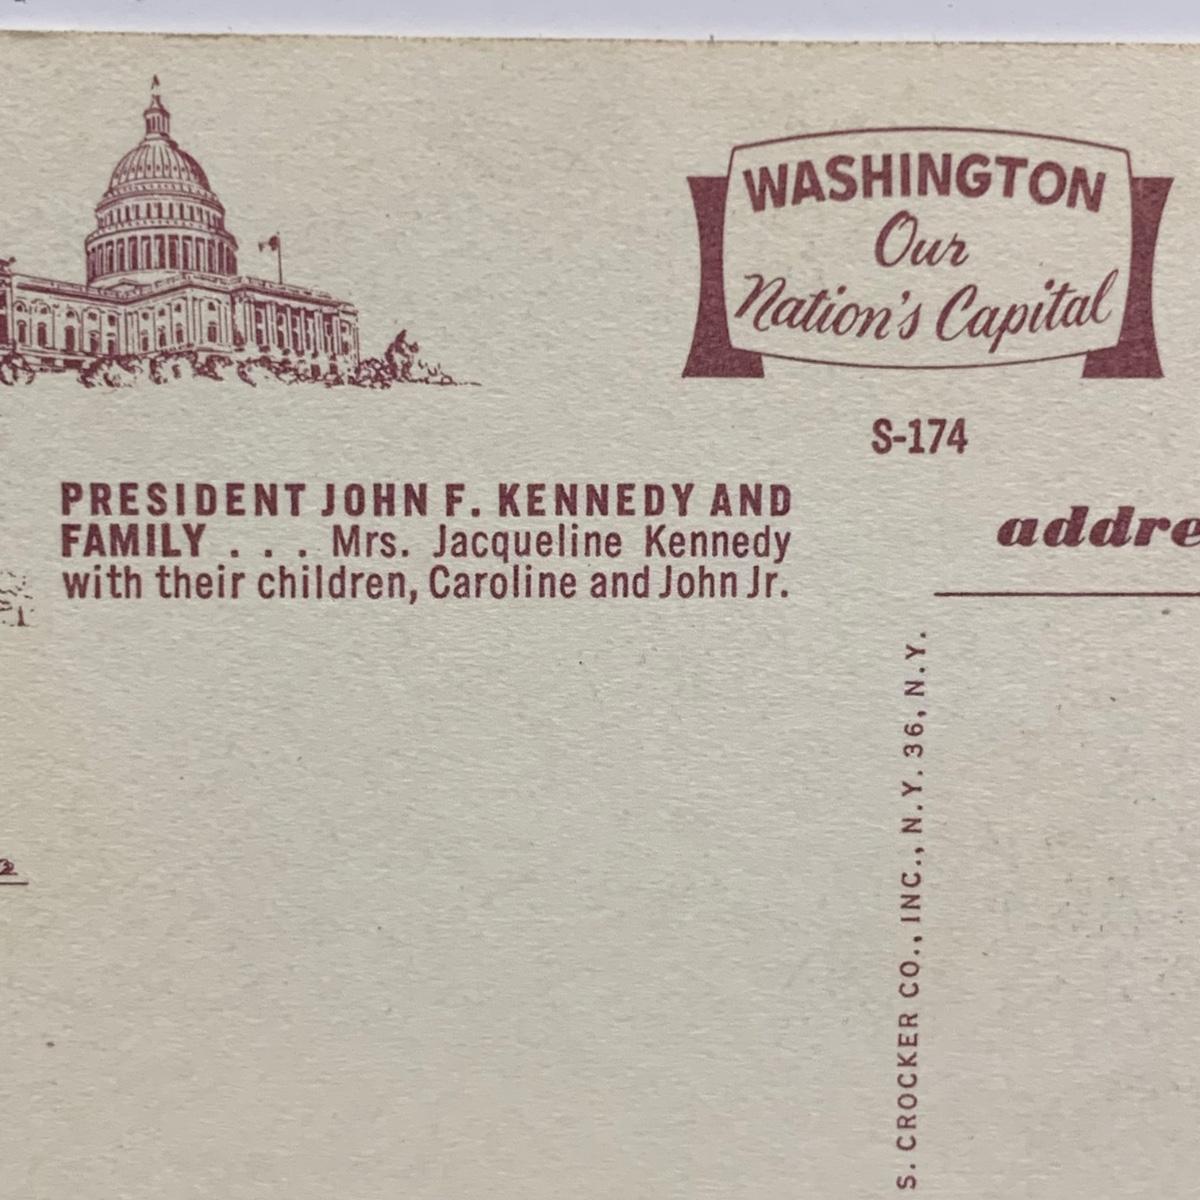 WASHINGTON
Our
Nation's Capital
S-174
PRESIDENT JOHN F. KENNEDY AND
FAMILY . . . Mrs. Jacqueline Kennedy
with their children, Caroline and John Jr.
addre
S. CROCKER CO., INC., N.Y. 36, N.Y.